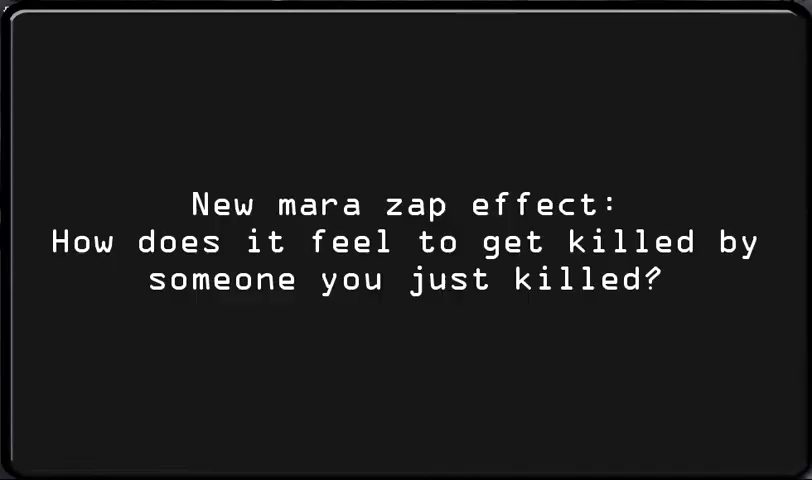 New mara zap effect:
How does it feel to get killed by
someone you just killed?